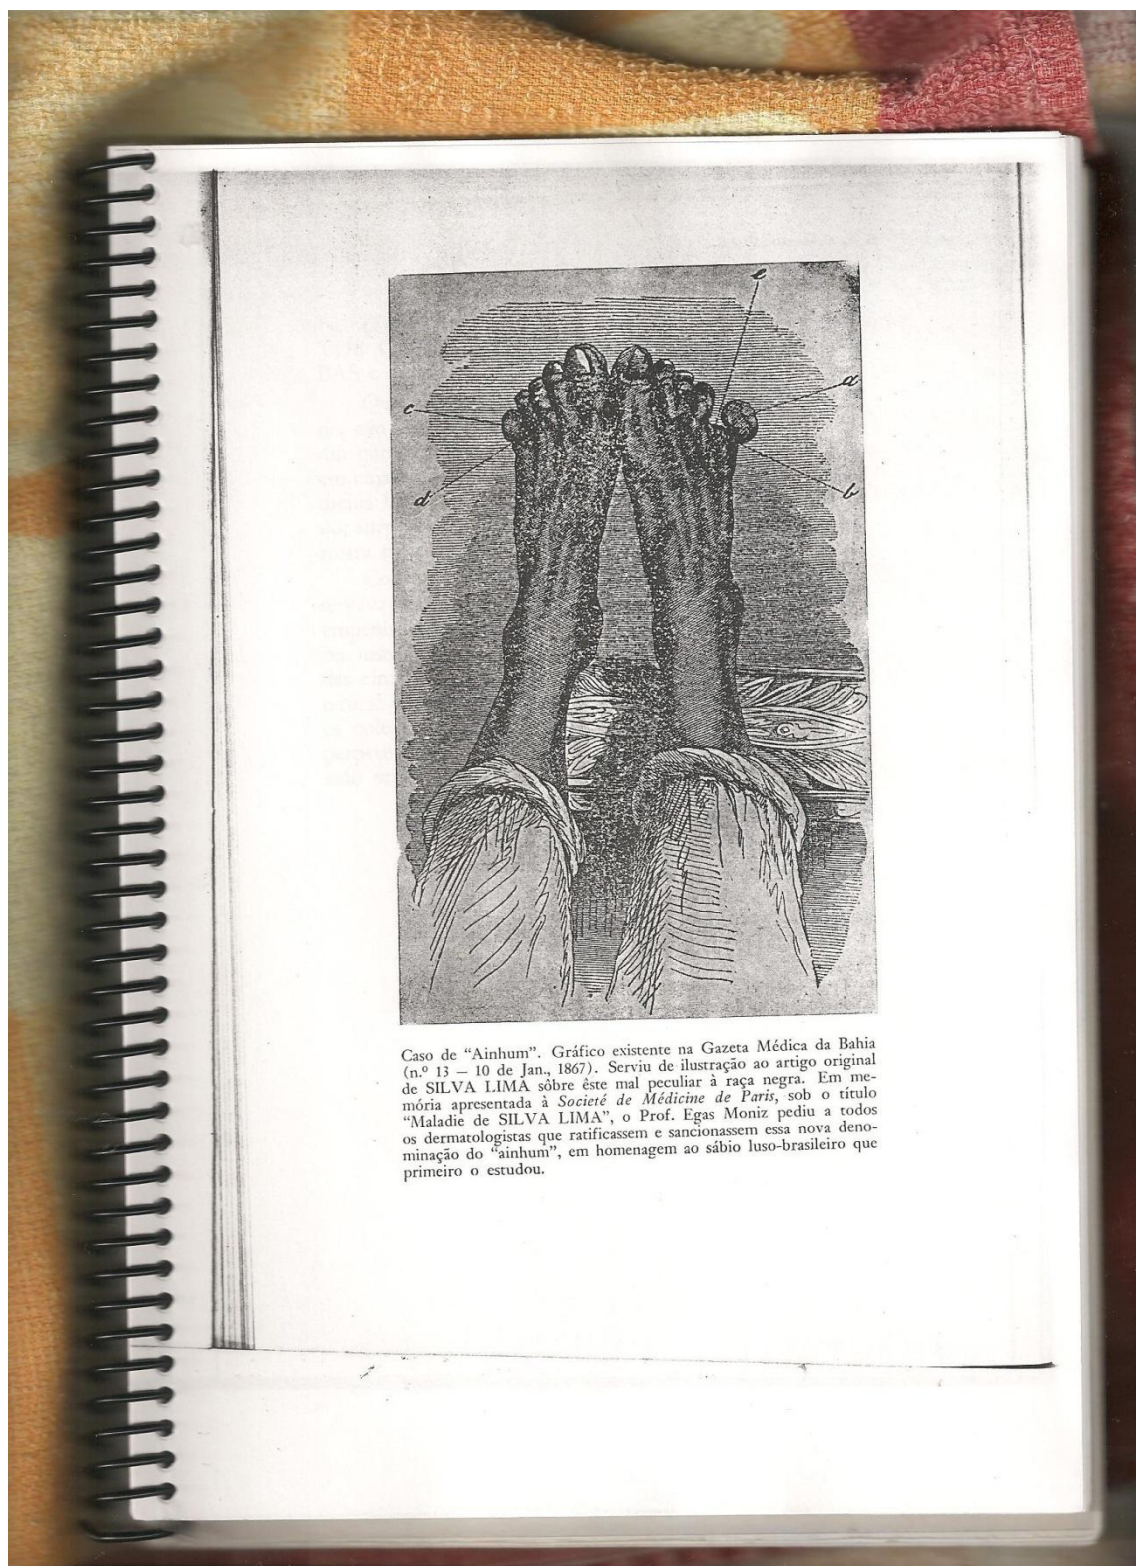 e
a
c
d
b
Caso de “Ainhum”. Gráfico existente na Gazeta Médica da Bahia
(n.º 13 — 10 de Jan., 1867). Serviu de ilustração ao artigo original
de SILVA LIMA sôbre êste mal peculiar à raça negra. Em me-
mória apresentada à Societé de Médicine de Paris, sob o título
“Maladie de SILVA LIMA”, o Prof. Egas Moniz pediu a todos
os dermatologistas que ratificassem e sancionassem essa nova deno-
minação do “ainhum”, em homenagem ao sábio luso-brasileiro que
primeiro o estudou.